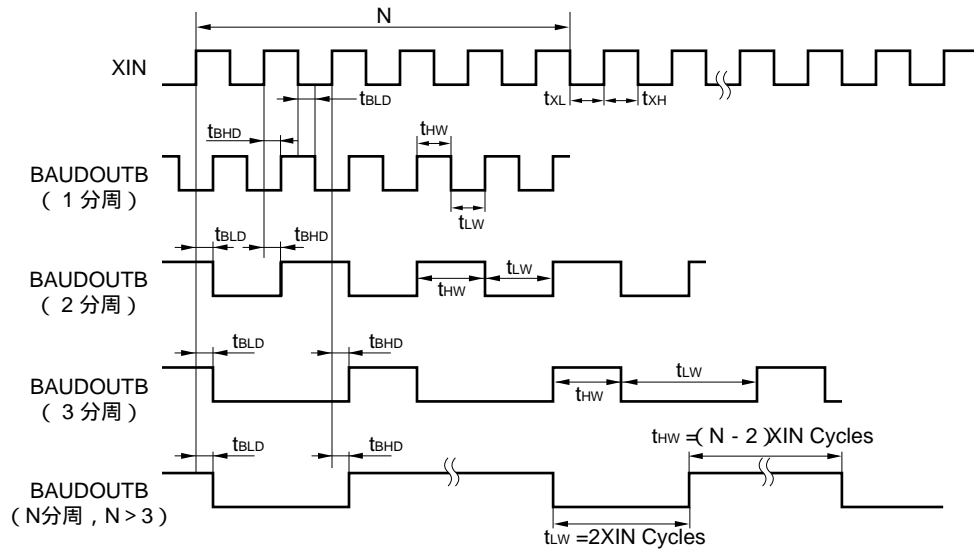 N
XIN
tBLD
tXL tXH
tBHD
tHW
BAUDOUTB
( 1 分周 )
tLW
tBLD tBHD
BAUDOUTB
( 2 分周 )
tHW tLW
tBLD tBHD
BAUDOUTB
( 3 分周 )
tHW tLW
tHW =( N - 2 )XIN Cycles
tBLD tBHD
BAUDOUTB
( N分周 , N > 3 )
tLW =2XIN Cycles